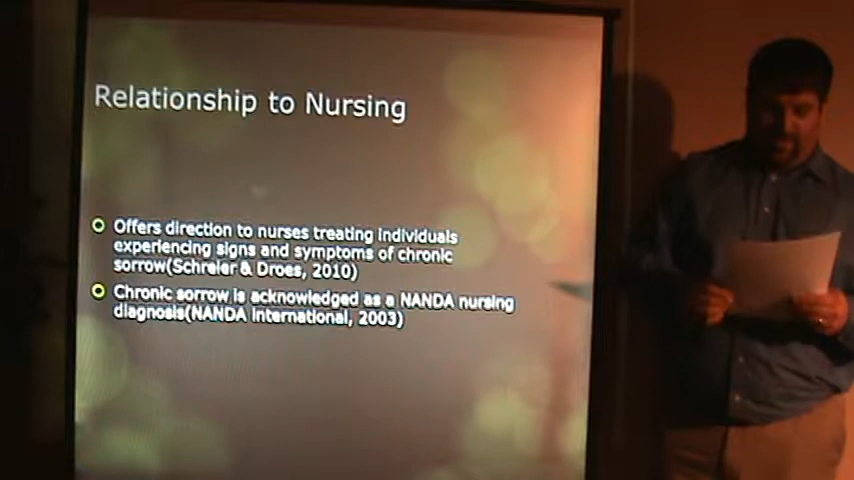 Relationship to Nursing
Offers direction to nurses treating individuals
experiencing signs and symptoms of chronic
sorrow(Schreier & Droes, 2010)
Chronic sorrow is acknowledged as a NANDA nursing
diagnosis(NANDA International, 2003)